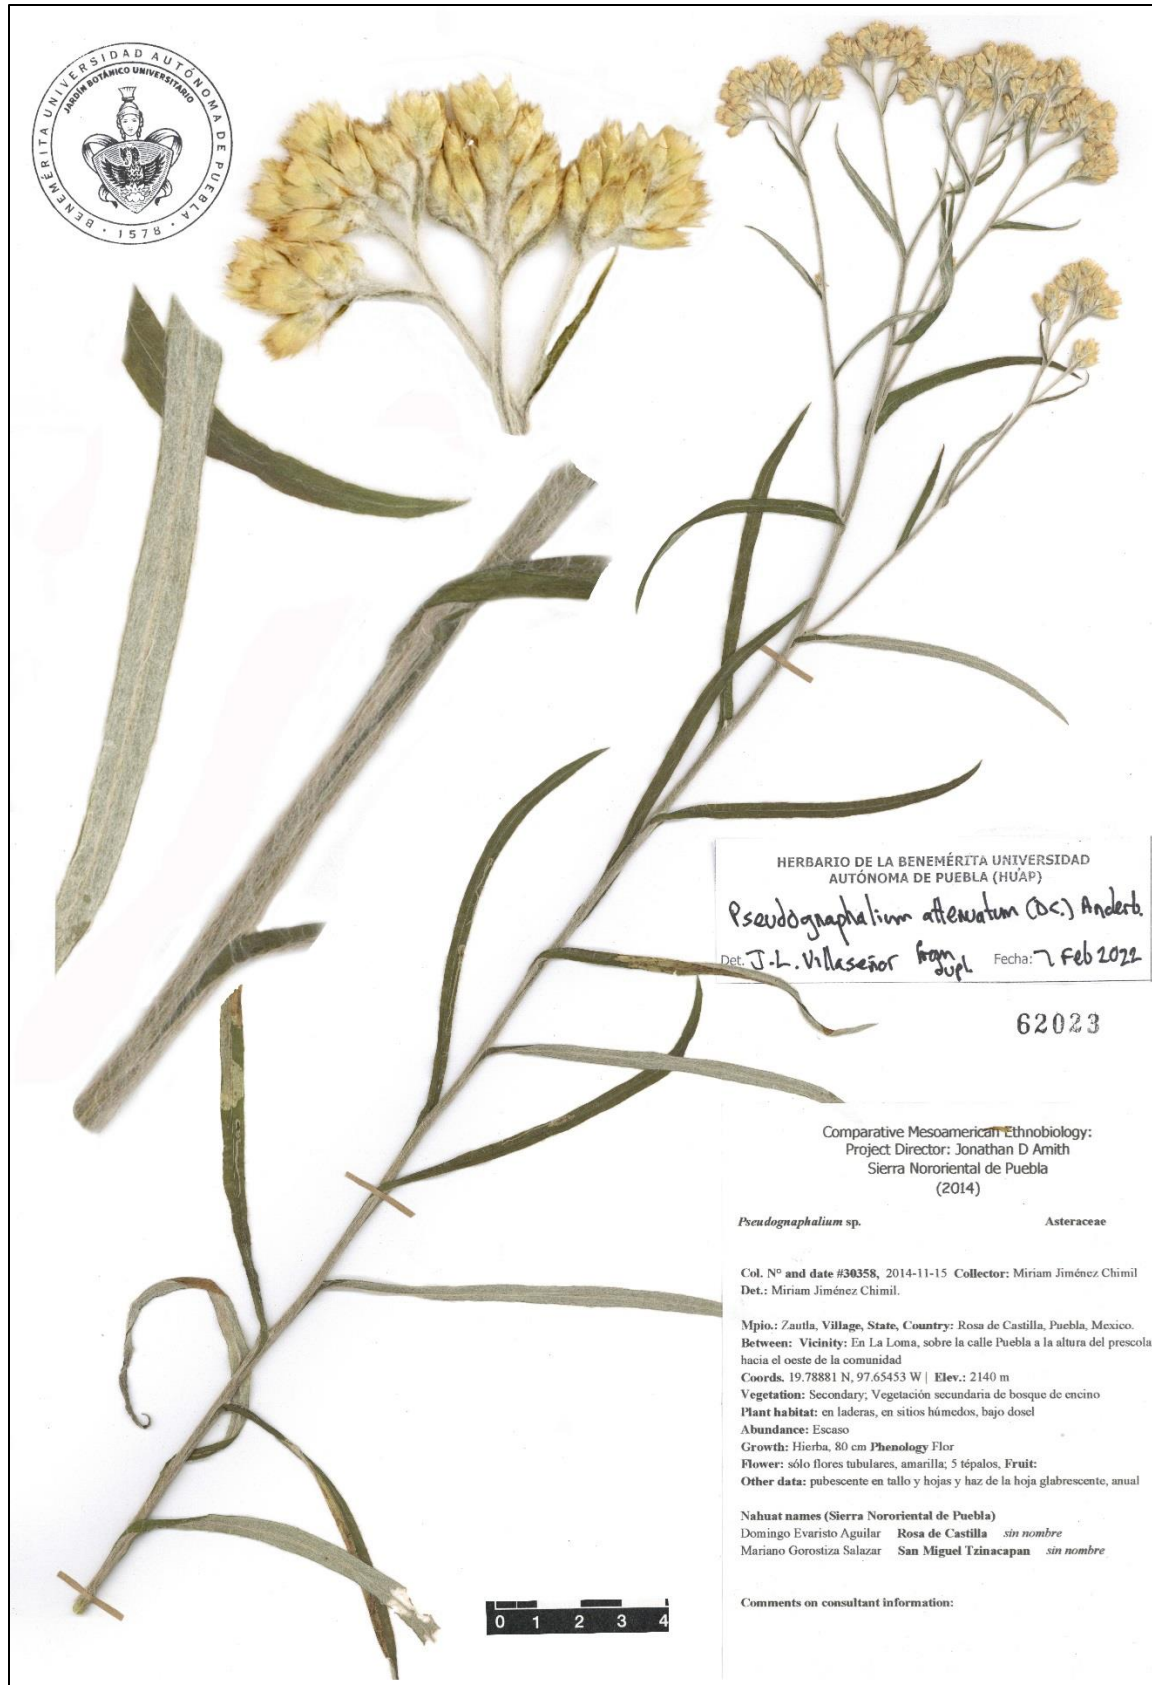 BENEMÉRITA UNIVERSIDAD AUTÓNOMA DE PUEBLA
JARDÍN BOTÁNICO UNIVERSITARIO
· 1578 ·
HERBARIO DE LA BENEMÉRITA UNIVERSIDAD
AUTÓNOMA DE PUEBLA (HUAP)
Pseudognaphalium attenuatum (DC.) Anderb.
Det. J.L. Villaseñor from dupl. Fecha: 7 Feb 2022
62023
Comparative Mesoamerican Ethnobiology:
Project Director: Jonathan D Amith
Sierra Nororiental de Puebla
(2014)
Pseudognaphalium sp. Asteraceae
Col. Nº and date #30358, 2014-11-15 Collector: Miriam Jiménez Chimil
Det.: Miriam Jiménez Chimil.
Mpio.: Zautla, Village, State, Country: Rosa de Castilla, Puebla, Mexico.
Between: Vicinity: En La Loma, sobre la calle Puebla a la altura del prescola
hacia el oeste de la comunidad
Coords. 19.78881 N, 97.65453 W | Elev.: 2140 m
Vegetation: Secondary; Vegetación secundaria de bosque de encino
Plant habitat: en laderas, en sitios húmedos, bajo dosel
Abundance: Escaso
Growth: Hierba, 80 cm Phenology Flor
Flower: sólo flores tubulares, amarilla; 5 tépalos, Fruit:
Other data: pubescente en tallo y hojas y haz de la hoja glabrescente, anual
Nahuat names (Sierra Nororiental de Puebla)
Domingo Evaristo Aguilar Rosa de Castilla sin nombre
Mariano Gorostiza Salazar San Miguel Tzinacapan sin nombre
Comments on consultant information:
0 1 2 3 4